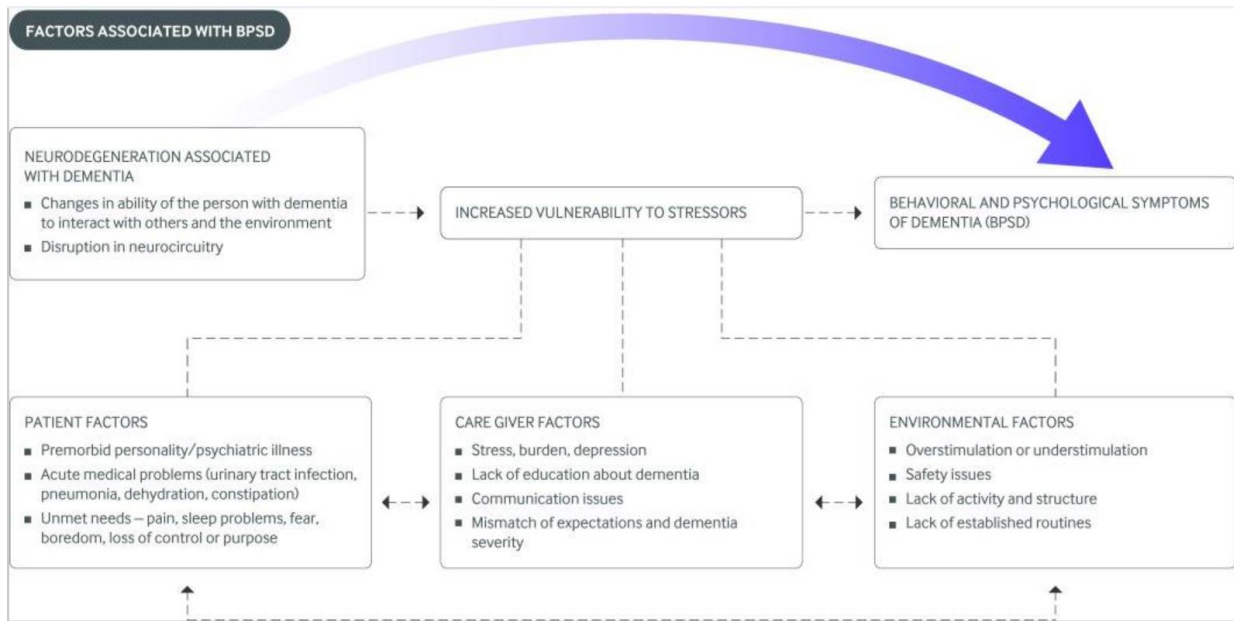 FACTORS ASSOCIATED WITH BPSD
NEURODEGENERATION ASSOCIATED
WITH DEMENTIA
■ Changes in ability of the person with dementia
to interact with others and the environment
■ Disruption in neurocircuitry
INCREASED VULNERABILITY TO STRESSORS
BEHAVIORAL AND PSYCHOLOGICAL SYMPTOMS
OF DEMENTIA (BPSD)
PATIENT FACTORS
■ Premorbid personality/psychiatric illness
■ Acute medical problems (urinary tract infection,
pneumonia, dehydration, constipation)
■ Unmet needs – pain, sleep problems, fear,
boredom, loss of control or purpose
CARE GIVER FACTORS
■ Stress, burden, depression
■ Lack of education about dementia
■ Communication issues
■ Mismatch of expectations and dementia
severity
ENVIRONMENTAL FACTORS
■ Overstimulation or understimulation
■ Safety issues
■ Lack of activity and structure
■ Lack of established routines